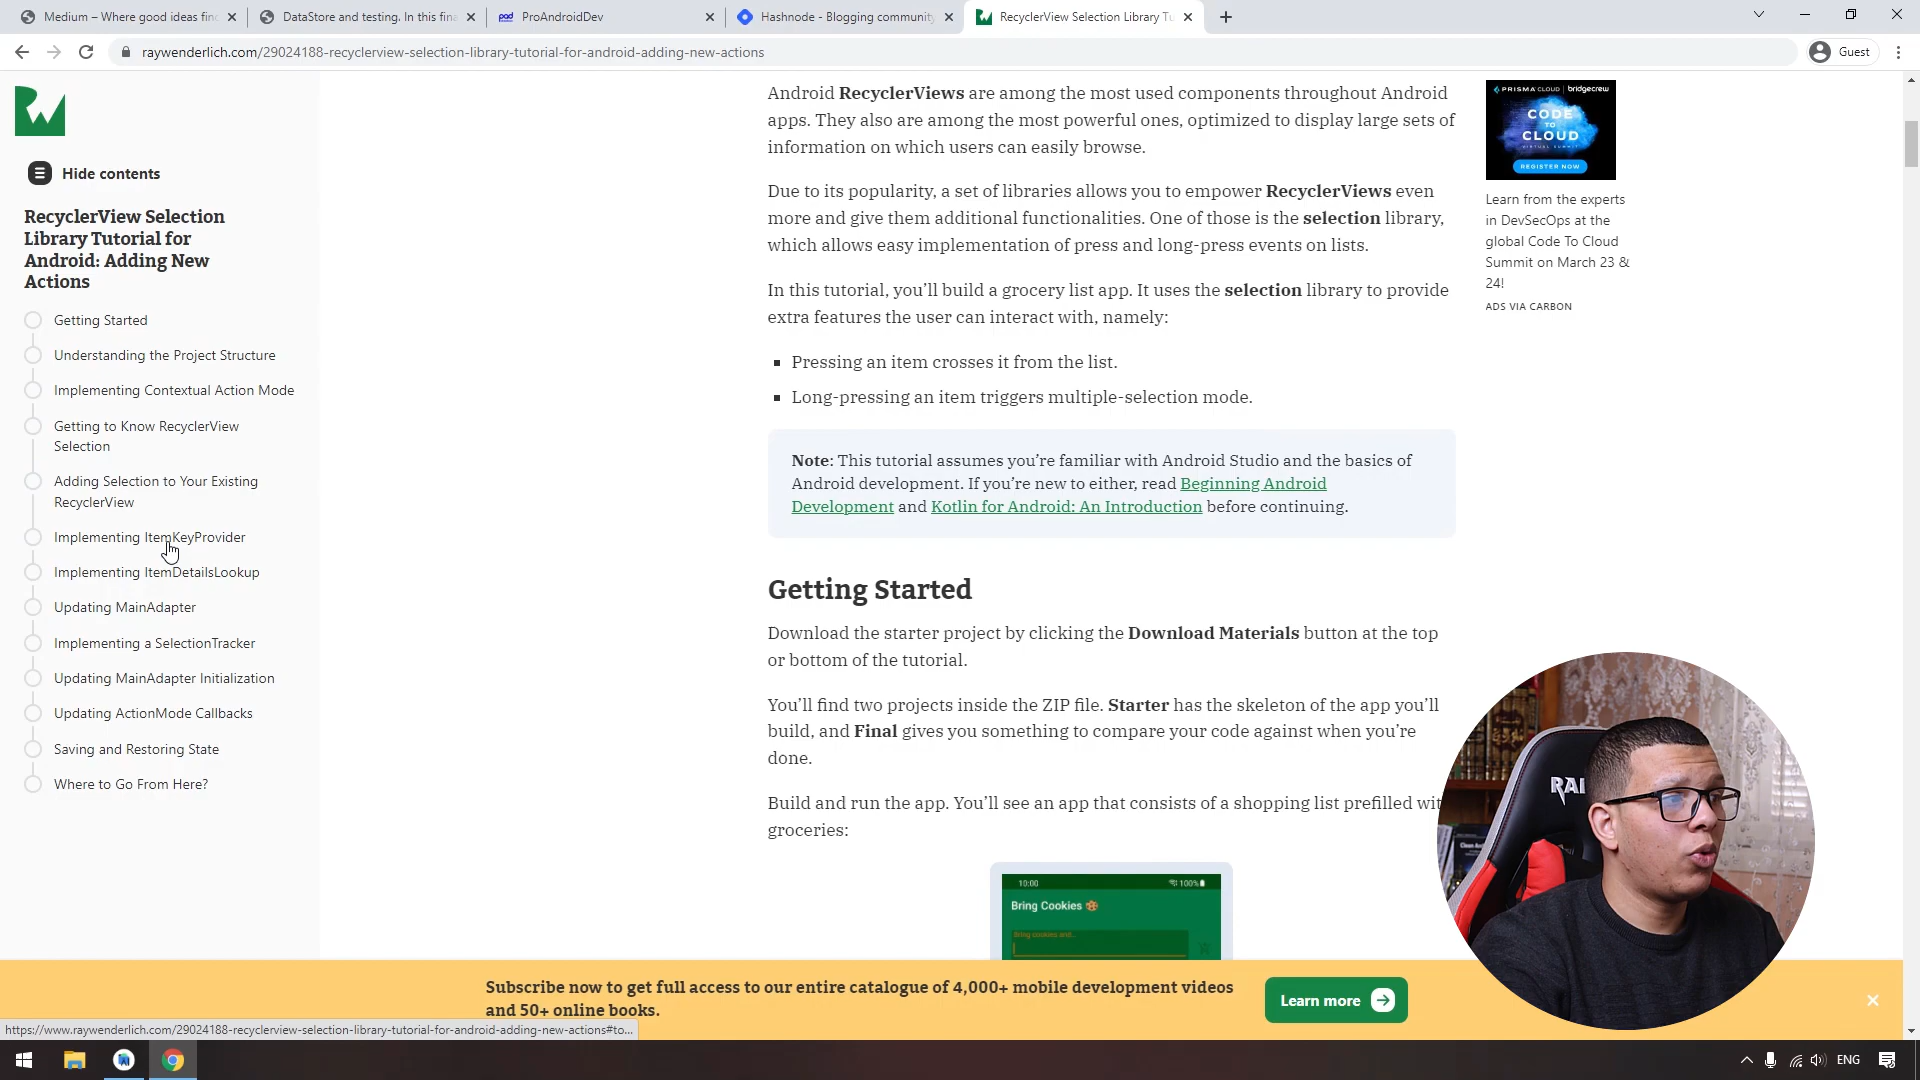 Medium – Where good ideas fin
DataStore and testing. In this fina
pad ProAndroidDev
Hashnode - Blogging community
RecyclerView Selection Library Tu
raywenderlich.com/29024188-recyclerview-selection-library-tutorial-for-android-adding-new-actions
Guest
Hide contents
RecyclerView Selection
Library Tutorial for
Android: Adding New
Actions
Getting Started
Understanding the Project Structure
Implementing Contextual Action Mode
Getting to Know RecyclerView
Selection
Adding Selection to Your Existing
RecyclerView
Implementing ItemKeyProvider
Implementing ItemDetailsLookup
Updating MainAdapter
Implementing a SelectionTracker
Updating MainAdapter Initialization
Updating ActionMode Callbacks
Saving and Restoring State
Where to Go From Here?
Android RecyclerViews are among the most used components throughout Android
apps. They also are among the most powerful ones, optimized to display large sets of
information on which users can easily browse.
Due to its popularity, a set of libraries allows you to empower RecyclerViews even
more and give them additional functionalities. One of those is the selection library,
which allows easy implementation of press and long-press events on lists.
In this tutorial, you’ll build a grocery list app. It uses the selection library to provide
extra features the user can interact with, namely:
Pressing an item crosses it from the list.
Long-pressing an item triggers multiple-selection mode.
Note: This tutorial assumes you’re familiar with Android Studio and the basics of
Android development. If you’re new to either, read Beginning Android
Development and Kotlin for Android: An Introduction before continuing.
Getting Started
Download the starter project by clicking the Download Materials button at the top
or bottom of the tutorial.
You’ll find two projects inside the ZIP file. Starter has the skeleton of the app you’ll
build, and Final gives you something to compare your code against when you’re
done.
Build and run the app. You’ll see an app that consists of a shopping list prefilled wit
groceries:
10:00 100%
Bring Cookies
Bring cookies and...
PRISMA CLOUD | bridgecrew
CODE
TO
CLOUD
VIRTUAL SUMMIT
REGISTER NOW
Learn from the experts
in DevSecOps at the
global Code To Cloud
Summit on March 23 &
24!
ADS VIA CARBON
RAI
Subscribe now to get full access to our entire catalogue of 4,000+ mobile development videos
and 50+ online books.
Learn more
https://www.raywenderlich.com/29024188-recyclerview-selection-library-tutorial-for-android-adding-new-actions#to...
ENG